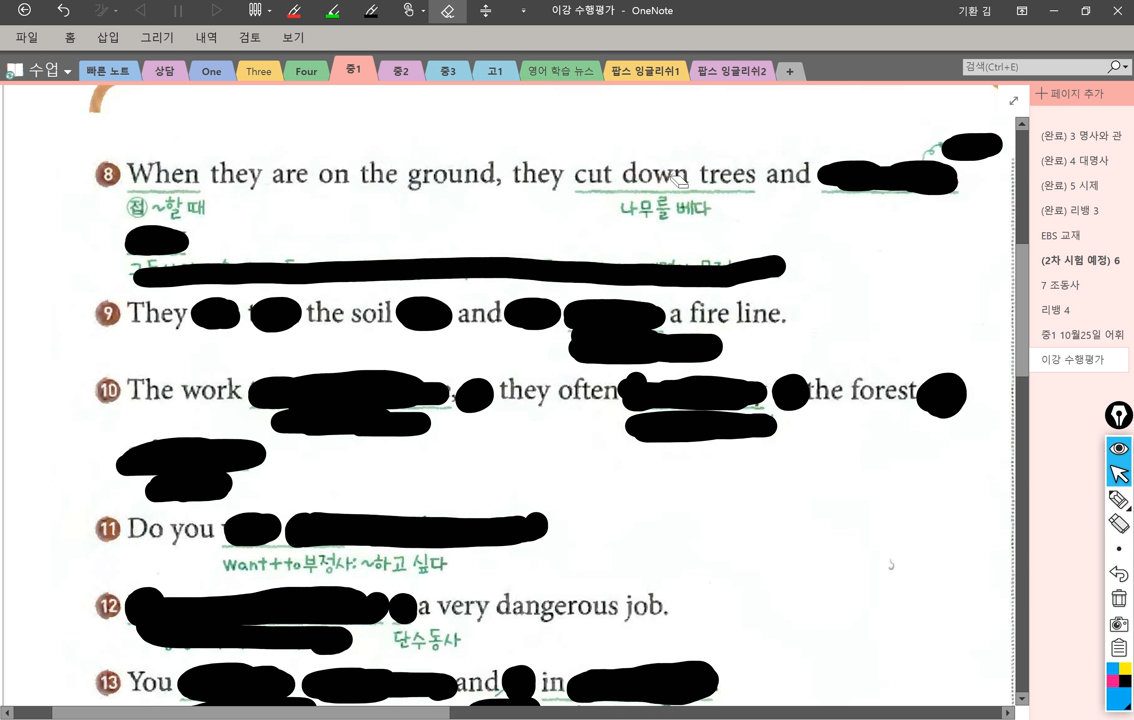 이강 수행평가 - OneNote
기환 김
파일 홈 삽입 그리기 내역 검토 보기
수업 빠른 노트 상담 One Three Four 중1 중2 중3 고1 영어 학습 뉴스 팝스 잉글리쉬1 팝스 잉글리쉬2 +
검색(Ctrl+E)
페이지 추가
(완료) 3 명사와 관
(완료) 4 대명사
(완료) 5 시제
(완료) 리뱅 3
EBS 교재
(2차 시험 예정) 6
7 조동사
리뱅 4
중1 10월25일 어휘
이강 수행평가
8 When they are on the ground, they cut down trees and
접 ~할 때 나무를 베다
9 They the soil and a fire line.
10 The work , they often the forest
11 Do you
want+to부정사: ~하고 싶다
12 a very dangerous job.
단수동사
13 You and in